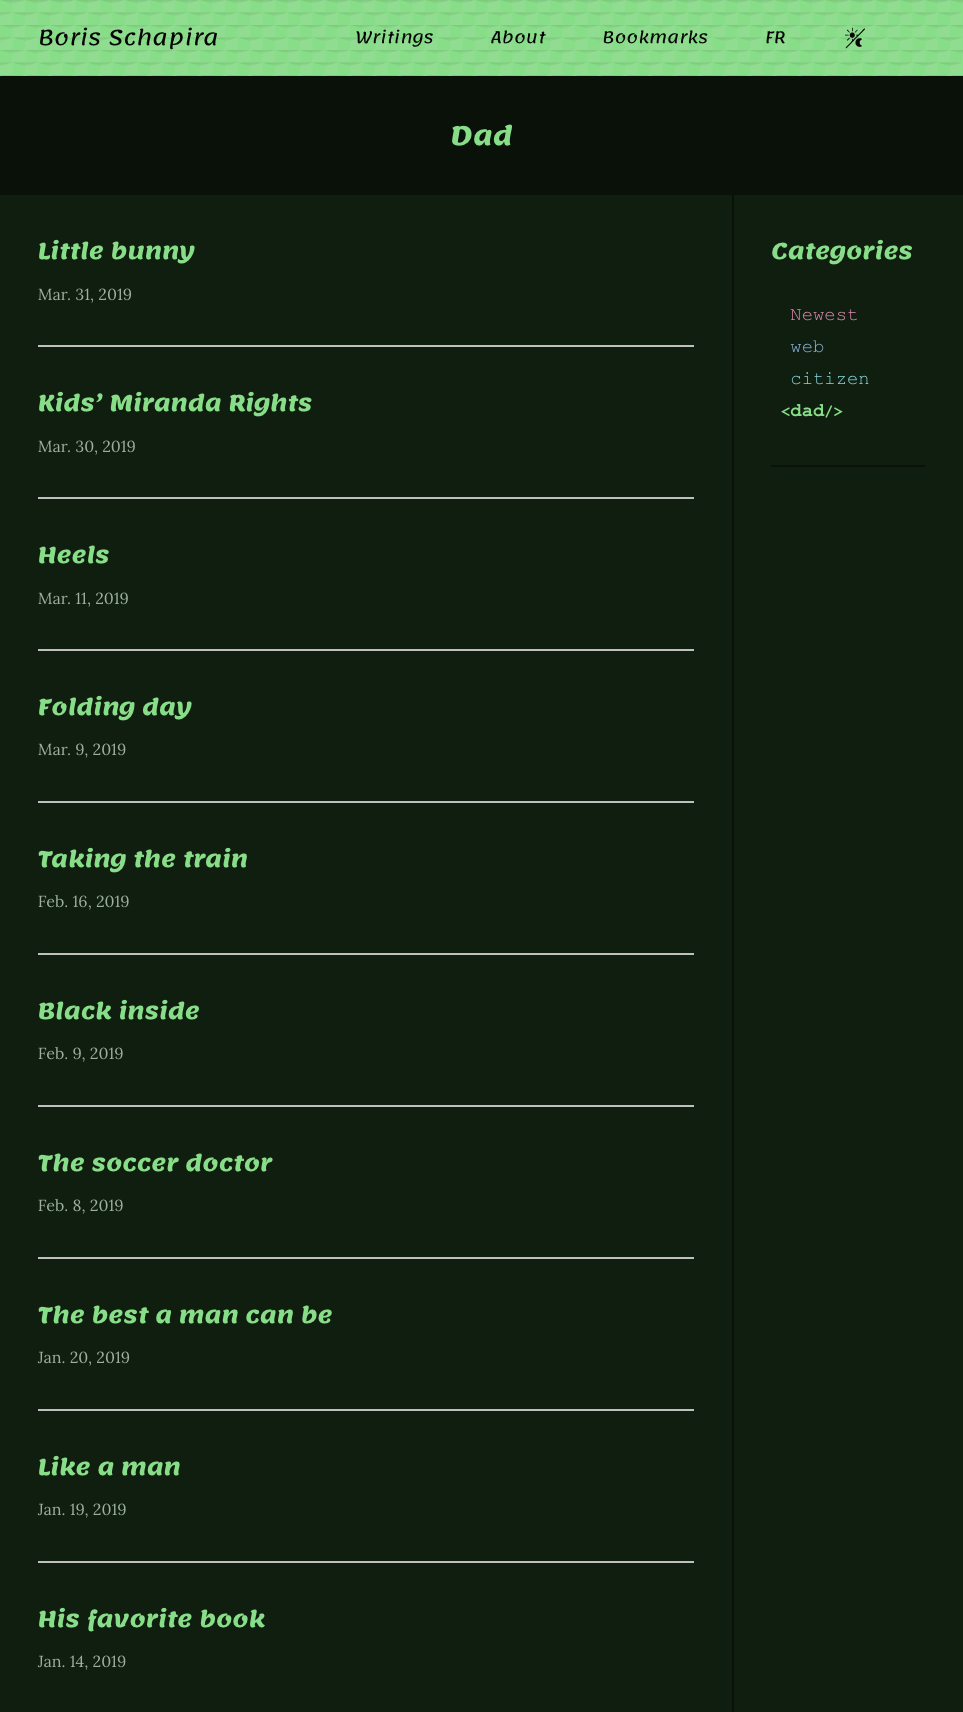 Boris Schapira
Writings
About
Bookmarks
FR
Dad
Little bunny
Mar. 31, 2019
Kids’ Miranda Rights
Mar. 30, 2019
Heels
Mar. 11, 2019
Folding day
Mar. 9, 2019
Taking the train
Feb. 16, 2019
Black inside
Feb. 9, 2019
The soccer doctor
Feb. 8, 2019
The best a man can be
Jan. 20, 2019
Like a man
Jan. 19, 2019
His favorite book
Jan. 14, 2019
Categories
Newest
web
citizen
<dad/>